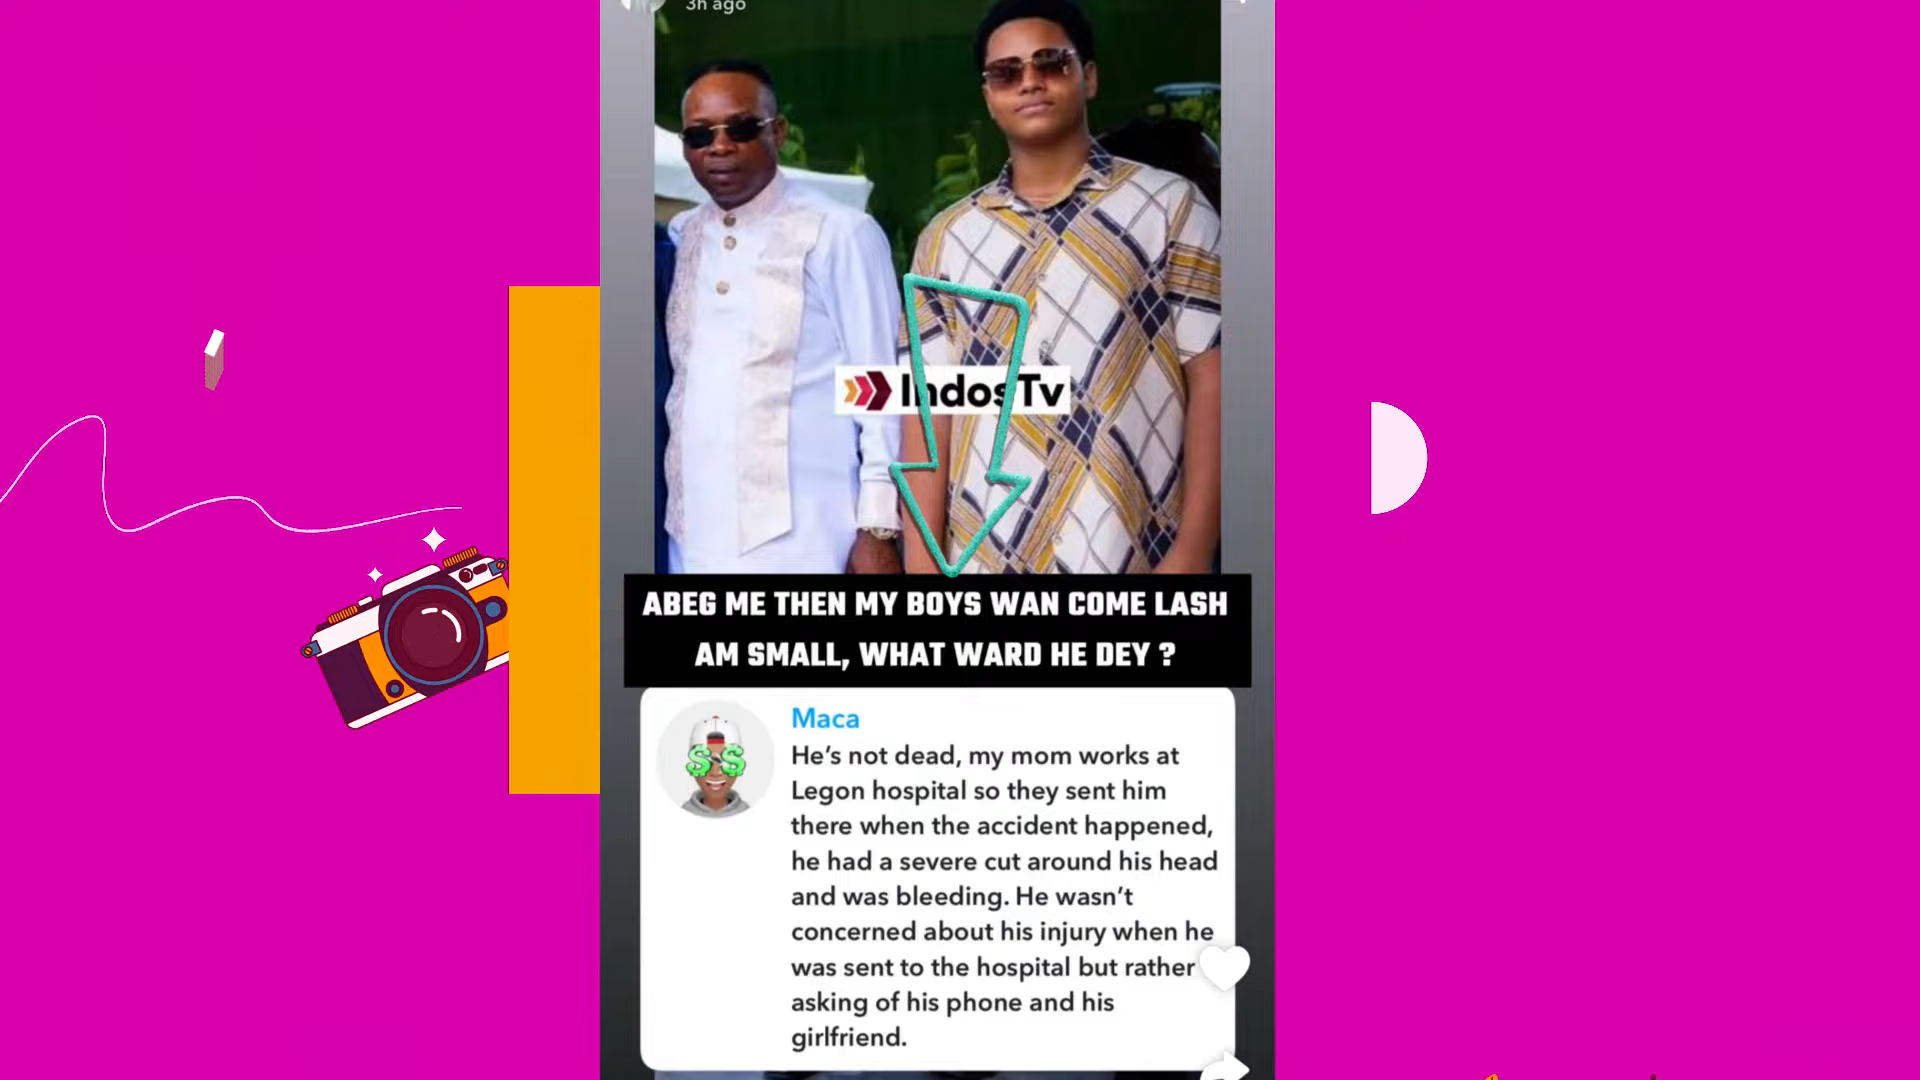 3h ago
IndosTv
ABEG ME THEN MY BOYS WAN COME LASH
AM SMALL, WHAT WARD HE DEY ?
Maca
He’s not dead, my mom works at
Legon hospital so they sent him
there when the accident happened,
he had a severe cut around his head
and was bleeding. He wasn’t
concerned about his injury when he
was sent to the hospital but rather
asking of his phone and his
girlfriend.